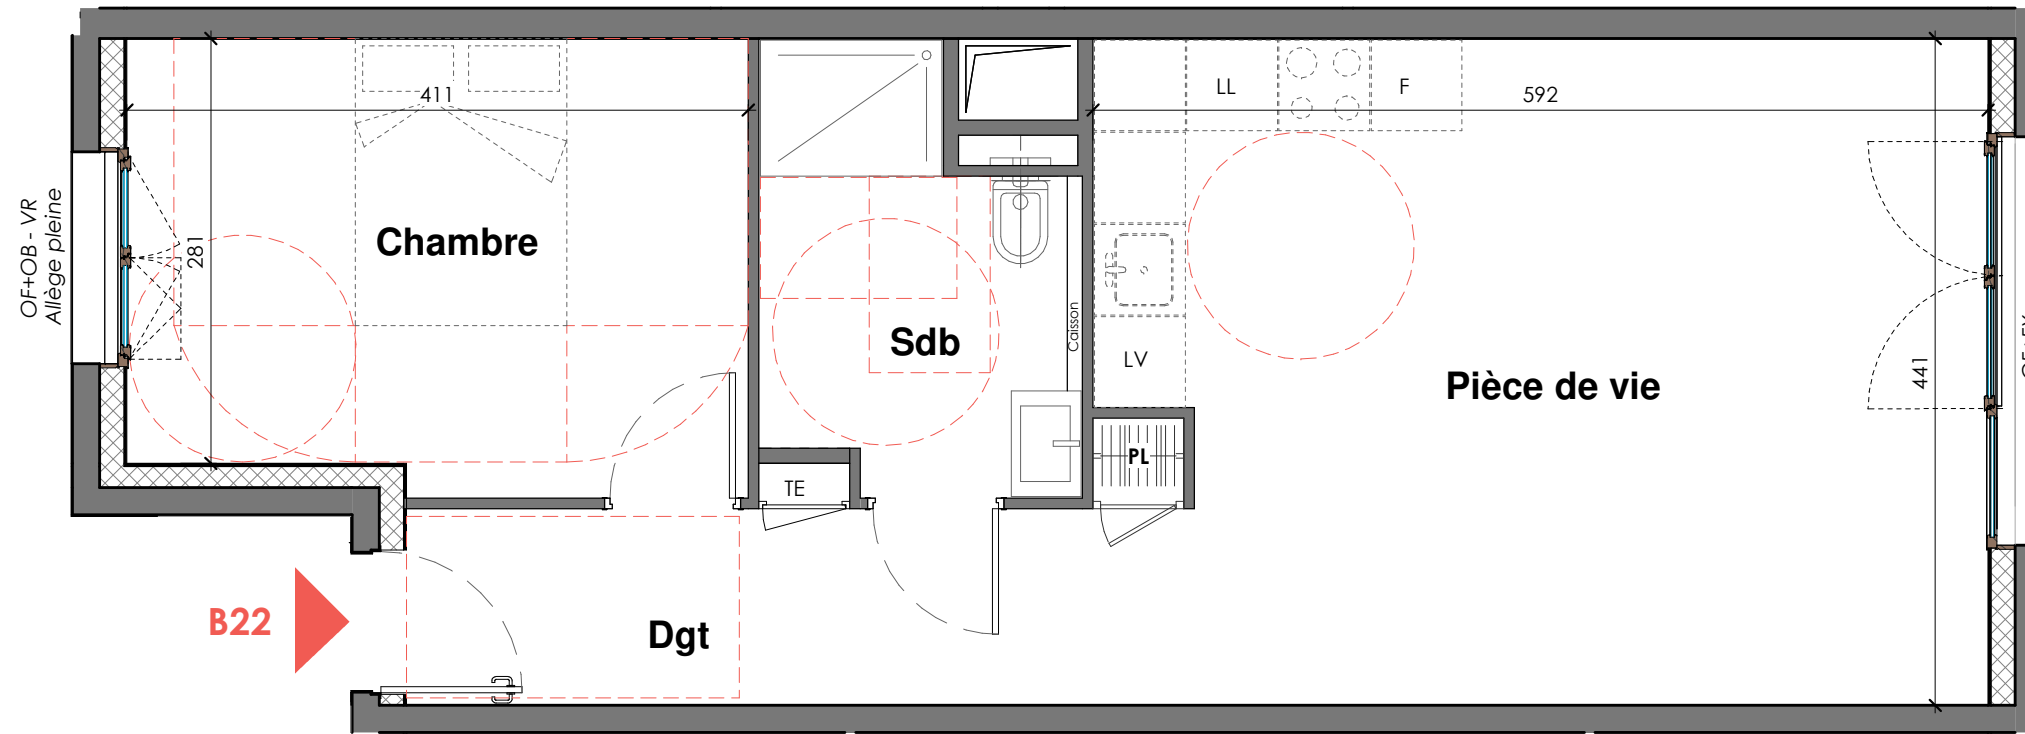 LL
F
411
592
OF+OB - VR
Allège pleine
281
Chambre
Caisson
Sdb
LV
441
Pièce de vie
PL
TE
B22
Dgt